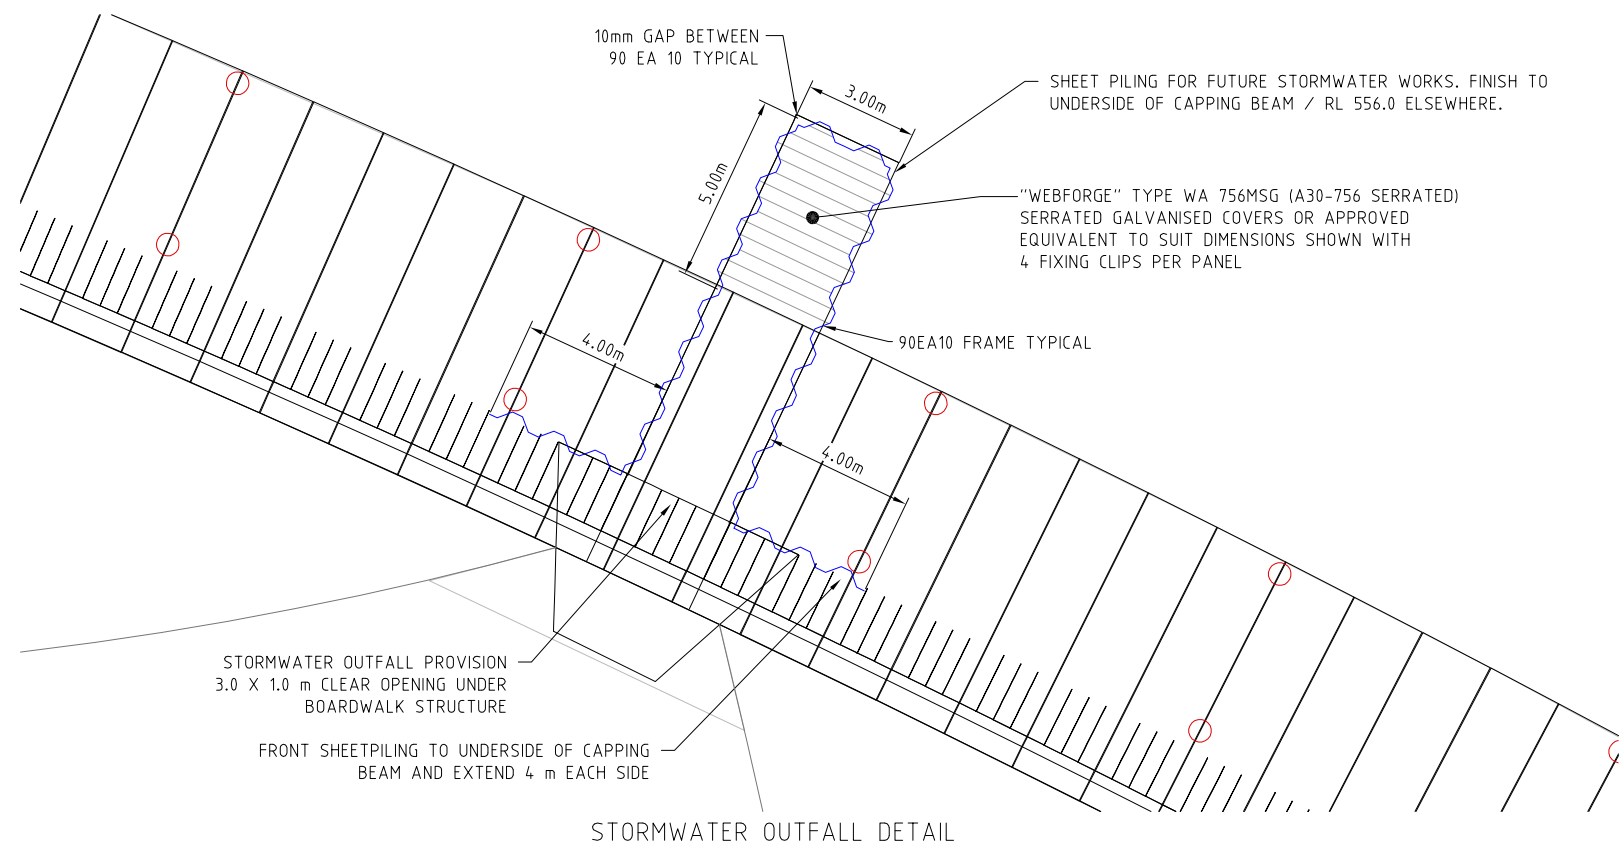 10mm GAP BETWEEN
90 EA 10 TYPICAL
3.00m
SHEET PILING FOR FUTURE STORMWATER WORKS. FINISH TO
UNDERSIDE OF CAPPING BEAM / RL 556.0 ELSEWHERE.
5.00m
"WEBFORGE" TYPE WA 756MSG (A30-756 SERRATED)
SERRATED GALVANISED COVERS OR APPROVED
EQUIVALENT TO SUIT DIMENSIONS SHOWN WITH
4 FIXING CLIPS PER PANEL
4.00m
90EA10 FRAME TYPICAL
4.00m
STORMWATER OUTFALL PROVISION
3.0 X 1.0 m CLEAR OPENING UNDER
BOARDWALK STRUCTURE
FRONT SHEETPILING TO UNDERSIDE OF CAPPING
BEAM AND EXTEND 4 m EACH SIDE
STORMWATER OUTFALL DETAIL